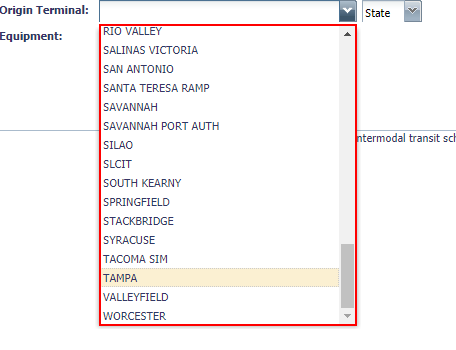 Origin Terminal:
State
Equipment:
RIO VALLEY
SALINAS VICTORIA
SAN ANTONIO
SANTA TERESA RAMP
SAVANNAH
SAVANNAH PORT AUTH
SILAO
SLCIT
SOUTH KEARNY
SPRINGFIELD
STACKBRIDGE
SYRACUSE
TACOMA SIM
TAMPA
VALLEYFIELD
WORCESTER
ntermodal transit sch